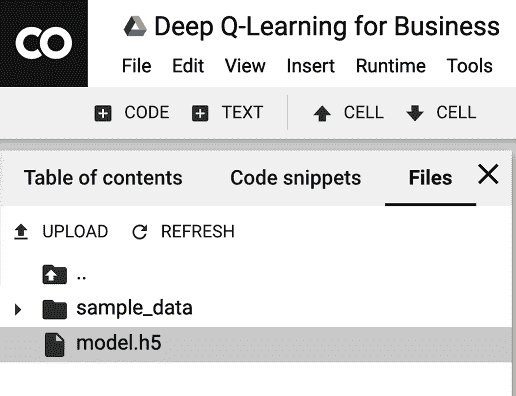 CO
Deep Q-Learning for Business
File Edit View Insert Runtime Tools
CODE TEXT CELL CELL
Table of contents Code snippets Files
UPLOAD REFRESH
..
sample_data
model.h5